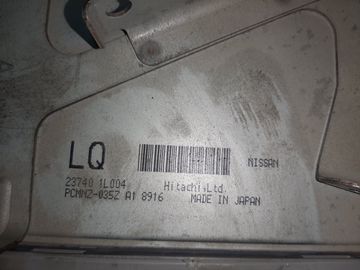 LQ NISSAN
23740 1L004 Hitachi,Ltd.
PCMNZ-035Z A1 8916 MADE IN JAPAN